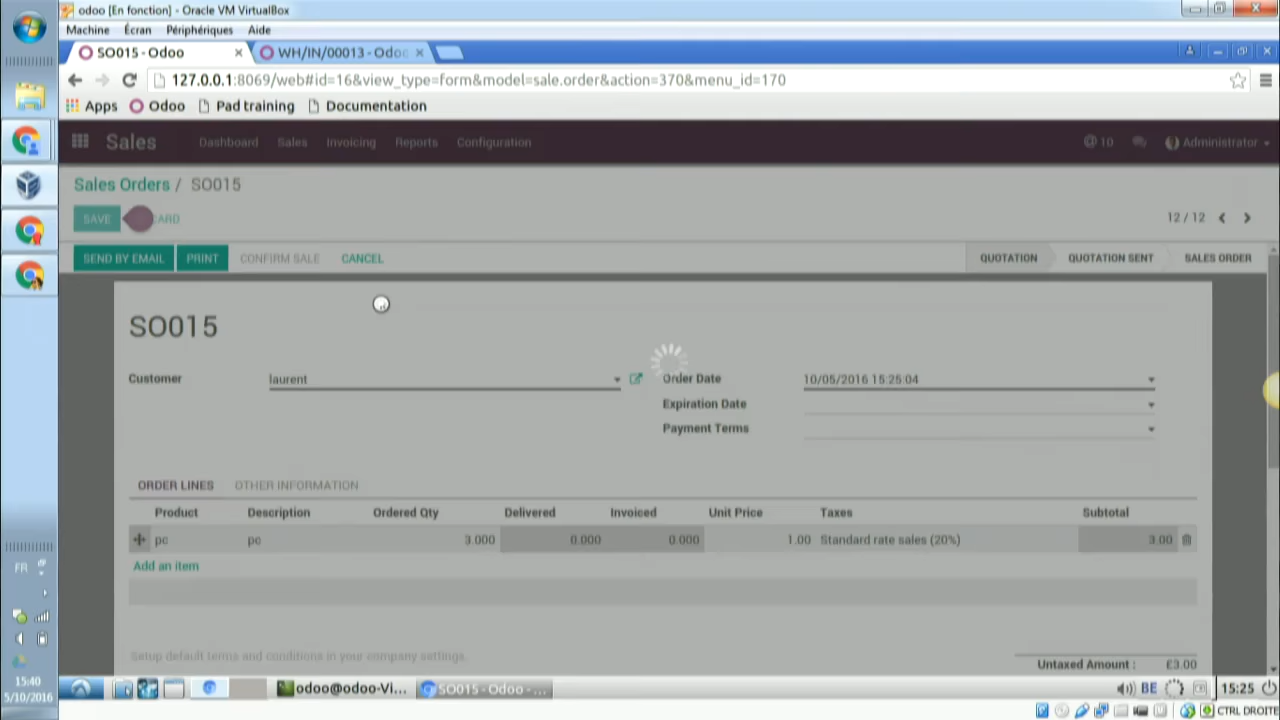 odoo [En fonction] - Oracle VM VirtualBox
Machine Écran Périphériques Aide
SO015 - Odoo
WH/IN/00013 - Odoo
127.0.0.1:8069/web#id=16&view_type=form&model=sale.order&action=370&menu_id=170
Apps Odoo Pad training Documentation
Sales Dashboard Sales Invoicing Reports Configuration
10 Administrator
Sales Orders / SO015
SAVE
ARD
12 / 12
SEND BY EMAIL PRINT CONFIRM SALE CANCEL
QUOTATION QUOTATION SENT SALES ORDER
SO015
Customer laurent
Order Date 10/05/2016 15:25:04
Expiration Date
Payment Terms
ORDER LINES OTHER INFORMATION
Product Description Ordered Qty Delivered Invoiced Unit Price Taxes Subtotal
pc pc 3.000 0.000 0.000 1.00 Standard rate sales (20%) 3.00
Add an item
Setup default terms and conditions in your company settings.
Untaxed Amount : £3.00
FR
15:40
5/10/2016
odoo@odoo-Vi...
SO015 - Odoo - ...
BE
15:25
CTRL DROITE